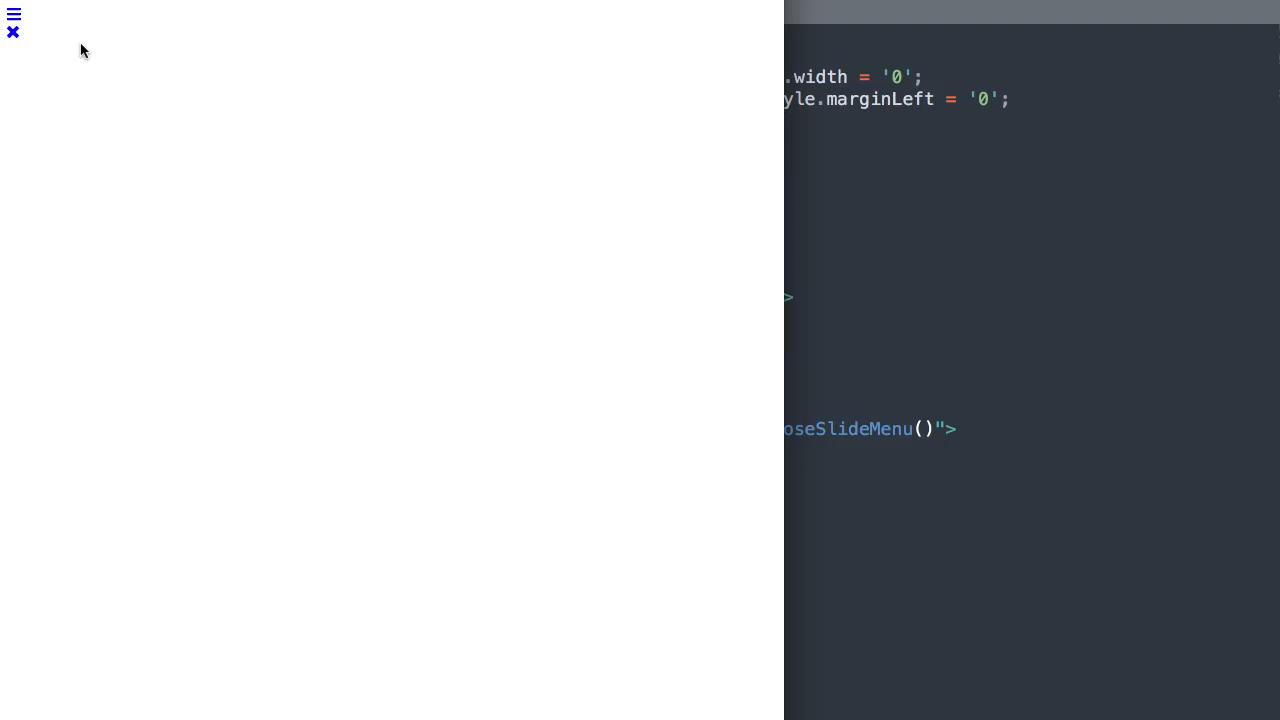 .width = '0';
yle.marginLeft = '0';
>
oseSlideMenu()">